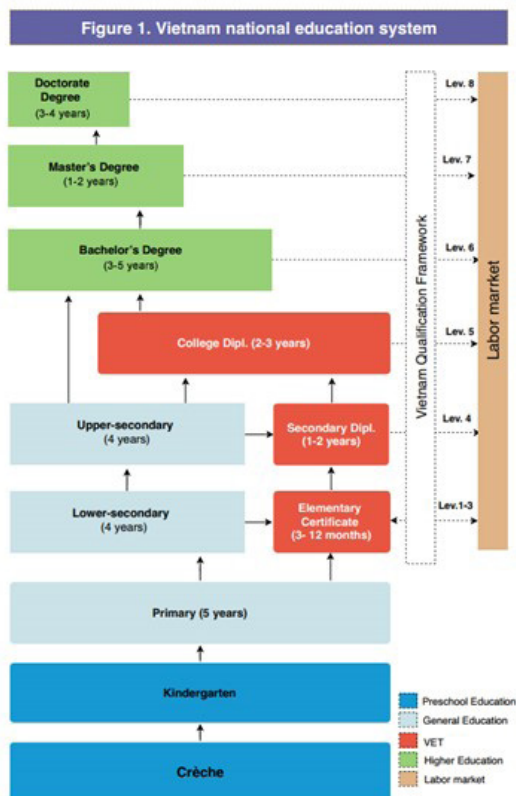 Figure 1. Vietnam national education system
Doctorate
Degree
(3-4 years)
Lev. 8
Master's Degree
(1-2 years)
Lev. 7
Bachelor's Degree
(3-5 years)
Lev. 6
College Dipl. (2-3 years)
Lev. 5
Upper-secondary
(4 years)
Secondary Dipl.
(1-2 years)
Lev. 4
Lower-secondary
(4 years)
Elementary
Certificate
(3- 12 months)
Lev.1-3
Vietnam Qualification Framework
Labor marrket
Primary (5 years)
Kindergarten
Crèche
Preschool Education
General Education
VET
Higher Education
Labor market